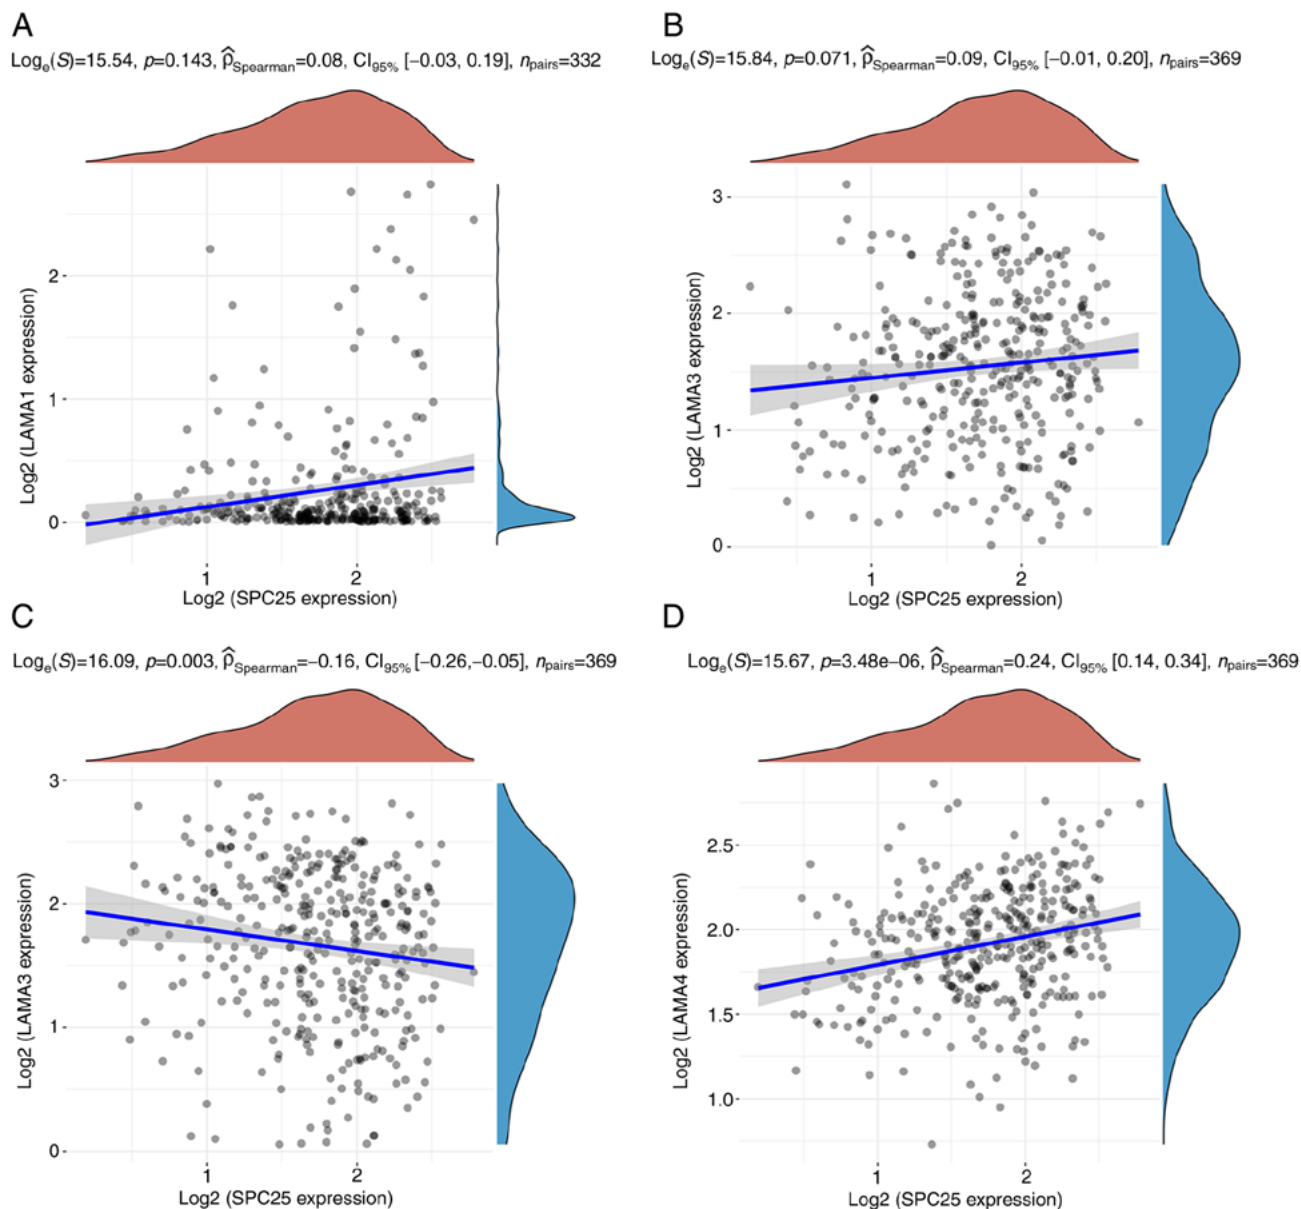 A
Logₑ(S)=15.54, p=0.143, ρ̂Spearman=0.08, CI95% [−0.03, 0.19], npairs=332
2
1
0
Log2 (LAMA1 expression)
1 2
Log2 (SPC25 expression)
B
Logₑ(S)=15.84, p=0.071, ρ̂Spearman=0.09, CI95% [−0.01, 0.20], npairs=369
3
2
1
0
Log2 (LAMA3 expression)
1 2
Log2 (SPC25 expression)
C
Logₑ(S)=16.09, p=0.003, ρ̂Spearman=−0.16, CI95% [−0.26,−0.05], npairs=369
3
2
1
0
Log2 (LAMA3 expression)
1 2
Log2 (SPC25 expression)
D
Logₑ(S)=15.67, p=3.48e−06, ρ̂Spearman=0.24, CI95% [0.14, 0.34], npairs=369
2.5
2.0
1.5
1.0
Log2 (LAMA4 expression)
1 2
Log2 (SPC25 expression)